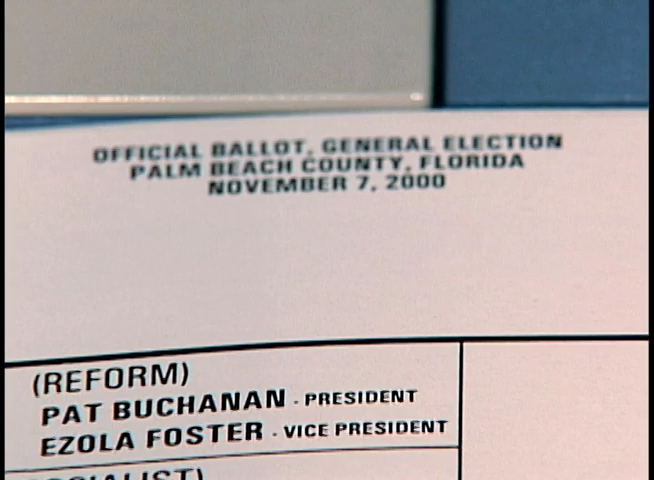 OFFICIAL BALLOT, GENERAL ELECTION
PALM BEACH COUNTY, FLORIDA
NOVEMBER 7, 2000
(REFORM)
PAT BUCHANAN - PRESIDENT
EZOLA FOSTER - VICE PRESIDENT